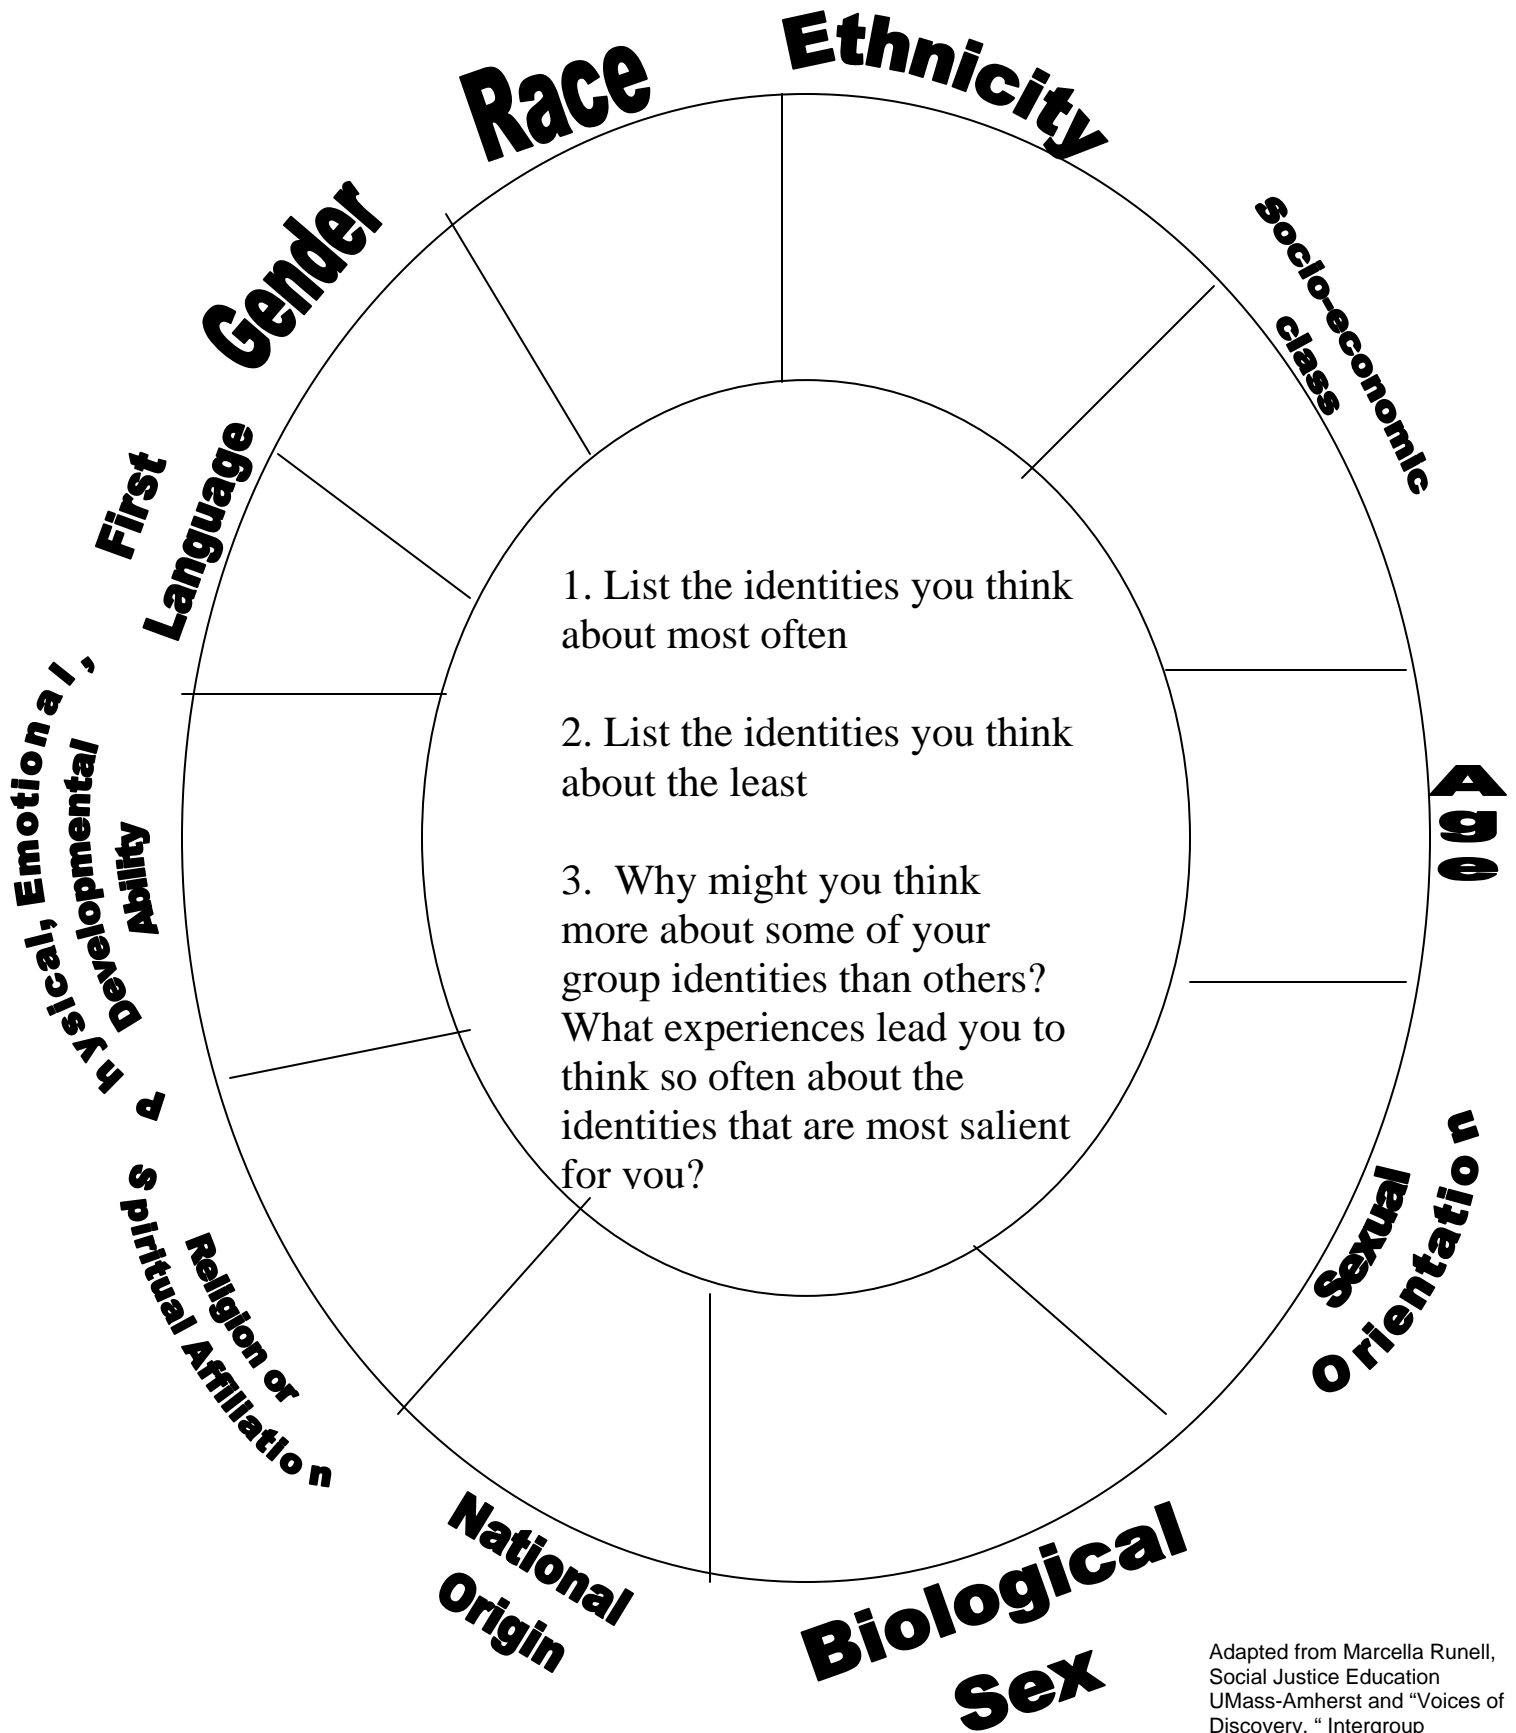 Race
Ethnicity
Socio-economic
class
Age
Sexual
Orientation
Biological
Sex
National
Origin
Religion or
Spiritual Affiliation
Physical, Emotional,
Developmental
Ability
First
Language
Gender
1. List the identities you think
about most often
2. List the identities you think
about the least
3. Why might you think
more about some of your
group identities than others?
What experiences lead you to
think so often about the
identities that are most salient
for you?
Adapted from Marcella Runell,
Social Justice Education
UMass-Amherst and “Voices of
Discovery, “ Intergroup